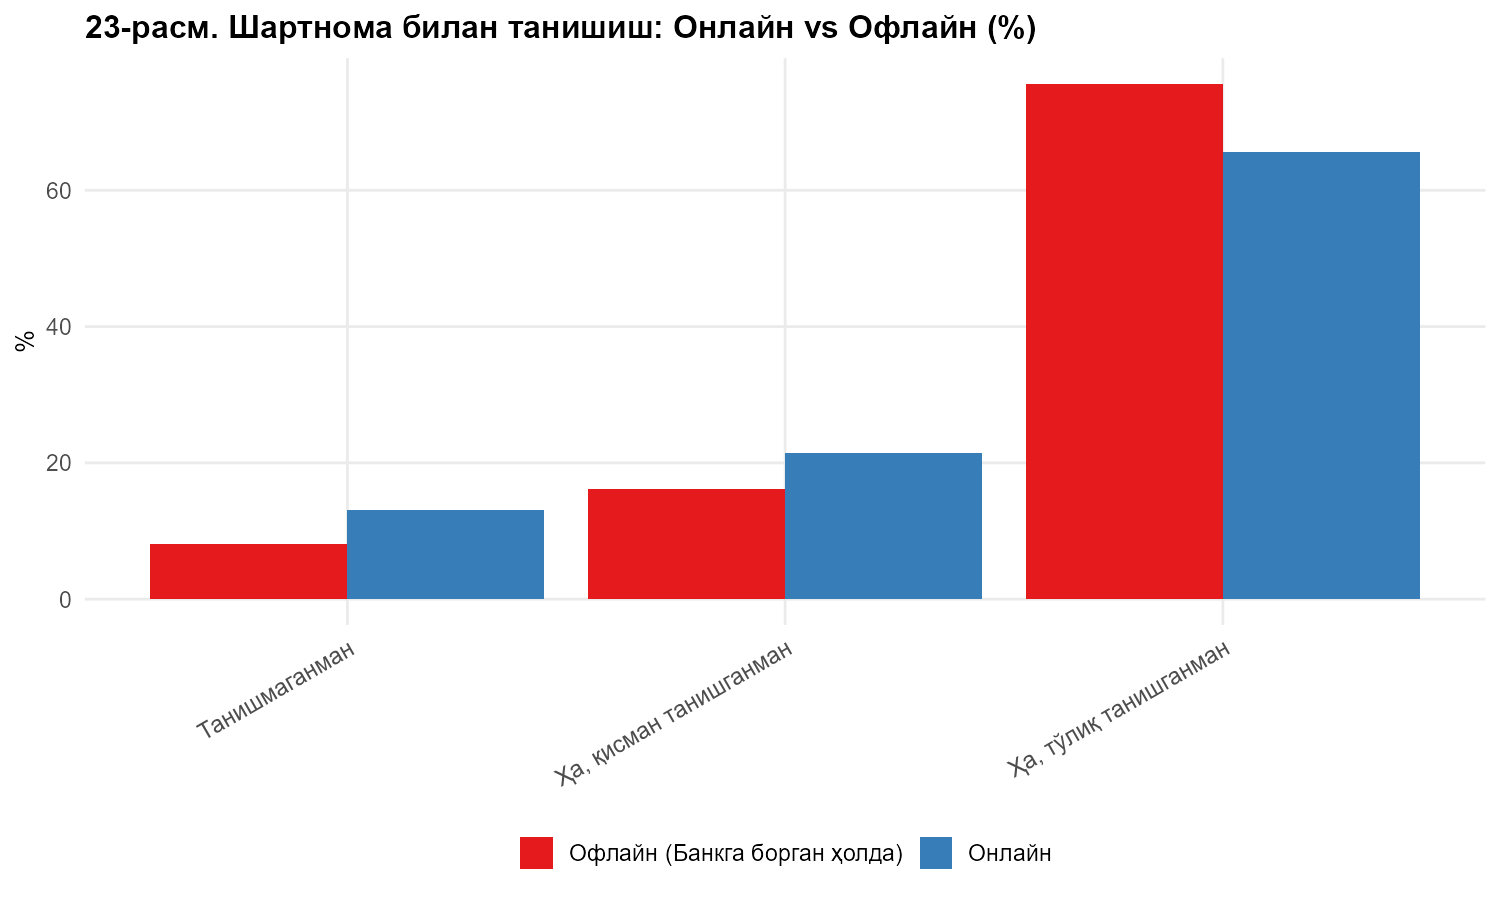 23-расм. Шартнома билан танишиш: Онлайн vs Офлайн (%)
%
60
40
20
0
Танишмаганман
Ҳа, қисман танишганман
Ҳа, тўлиқ танишганман
Офлайн (Банкга борган ҳолда)
Онлайн